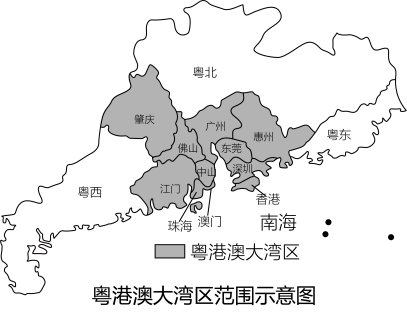 粤北
肇庆
广州
惠州
粤东
佛山
东莞
中山
深圳
粤西
江门
香港
珠海
澳门
南海
粤港澳大湾区
粤港澳大湾区范围示意图